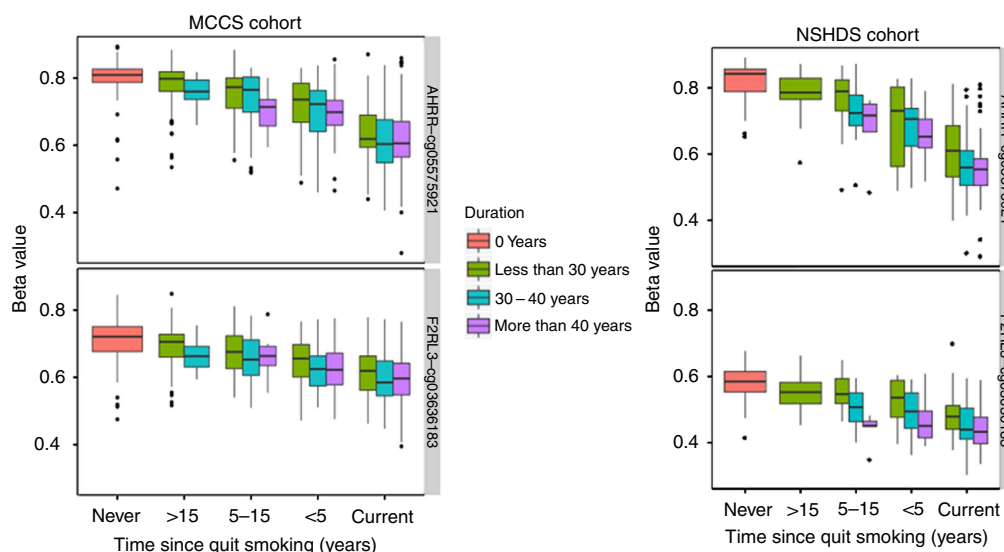 MCCS cohort
NSHDS cohort
Beta value
0.8
0.6
0.4
AHRR–cg05575921
0.8
0.6
0.4
F2RL3–cg03636183
Never >15 5–15 <5 Current
Time since quit smoking (years)
Duration
0 Years
Less than 30 years
30 – 40 years
More than 40 years
Beta value
0.8
0.6
0.4
0.8
0.6
0.4
Never >15 5–15 <5 Current
Time since quit smoking (years)